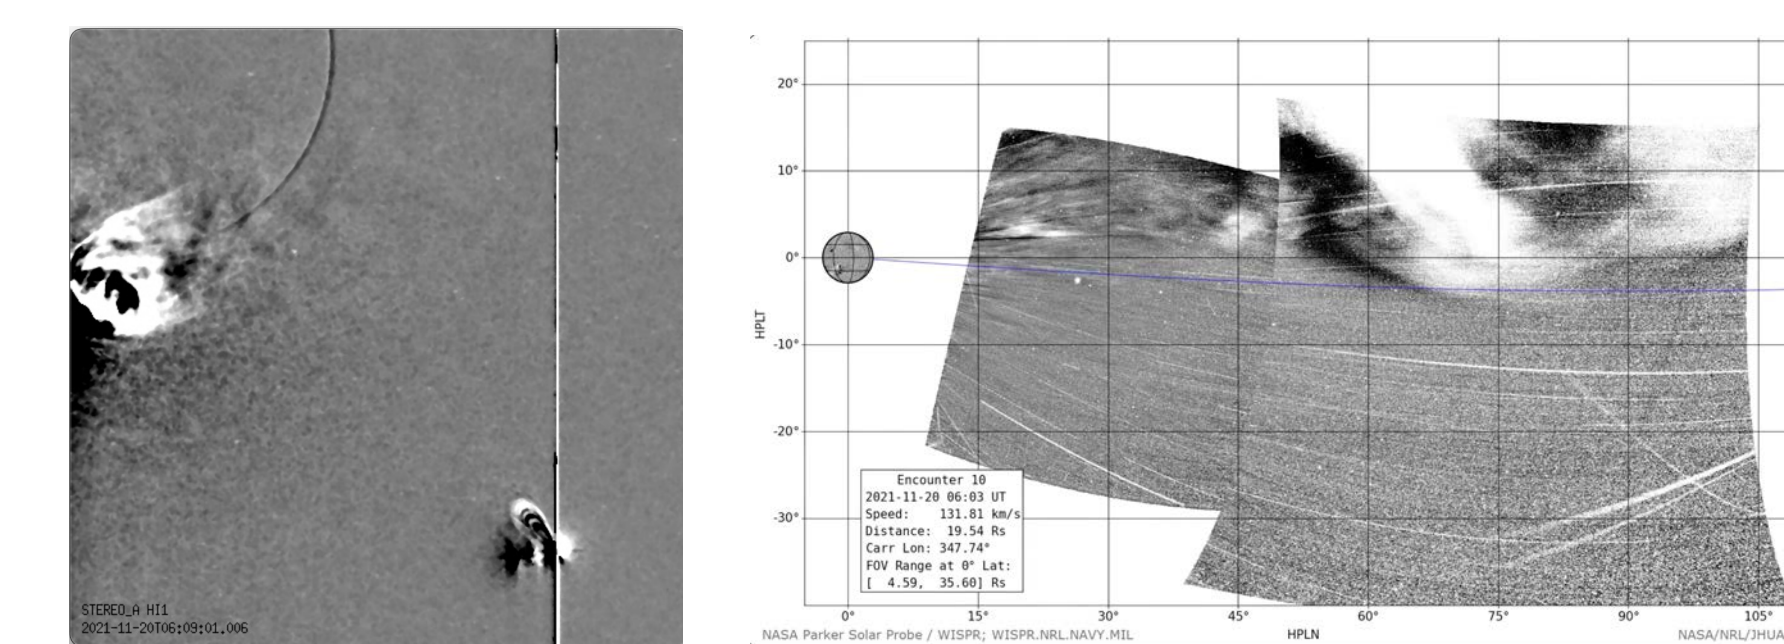 STEREO_A HI1
2021-11-20T06:09:01.006
20°
10°
0°
-10°
-20°
-30°
HPLT
Encounter 10
2021-11-20 06:03 UT
Speed: 131.81 km/s
Distance: 19.54 Rs
Carr Lon: 347.74°
FOV Range at 0° Lat:
[ 4.59, 35.60] Rs
0° 15° 30° 45° 60° 75° 90° 105°
HPLN
NASA Parker Solar Probe / WISPR; WISPR.NRL.NAVY.MIL
NASA/NRL/JHUA